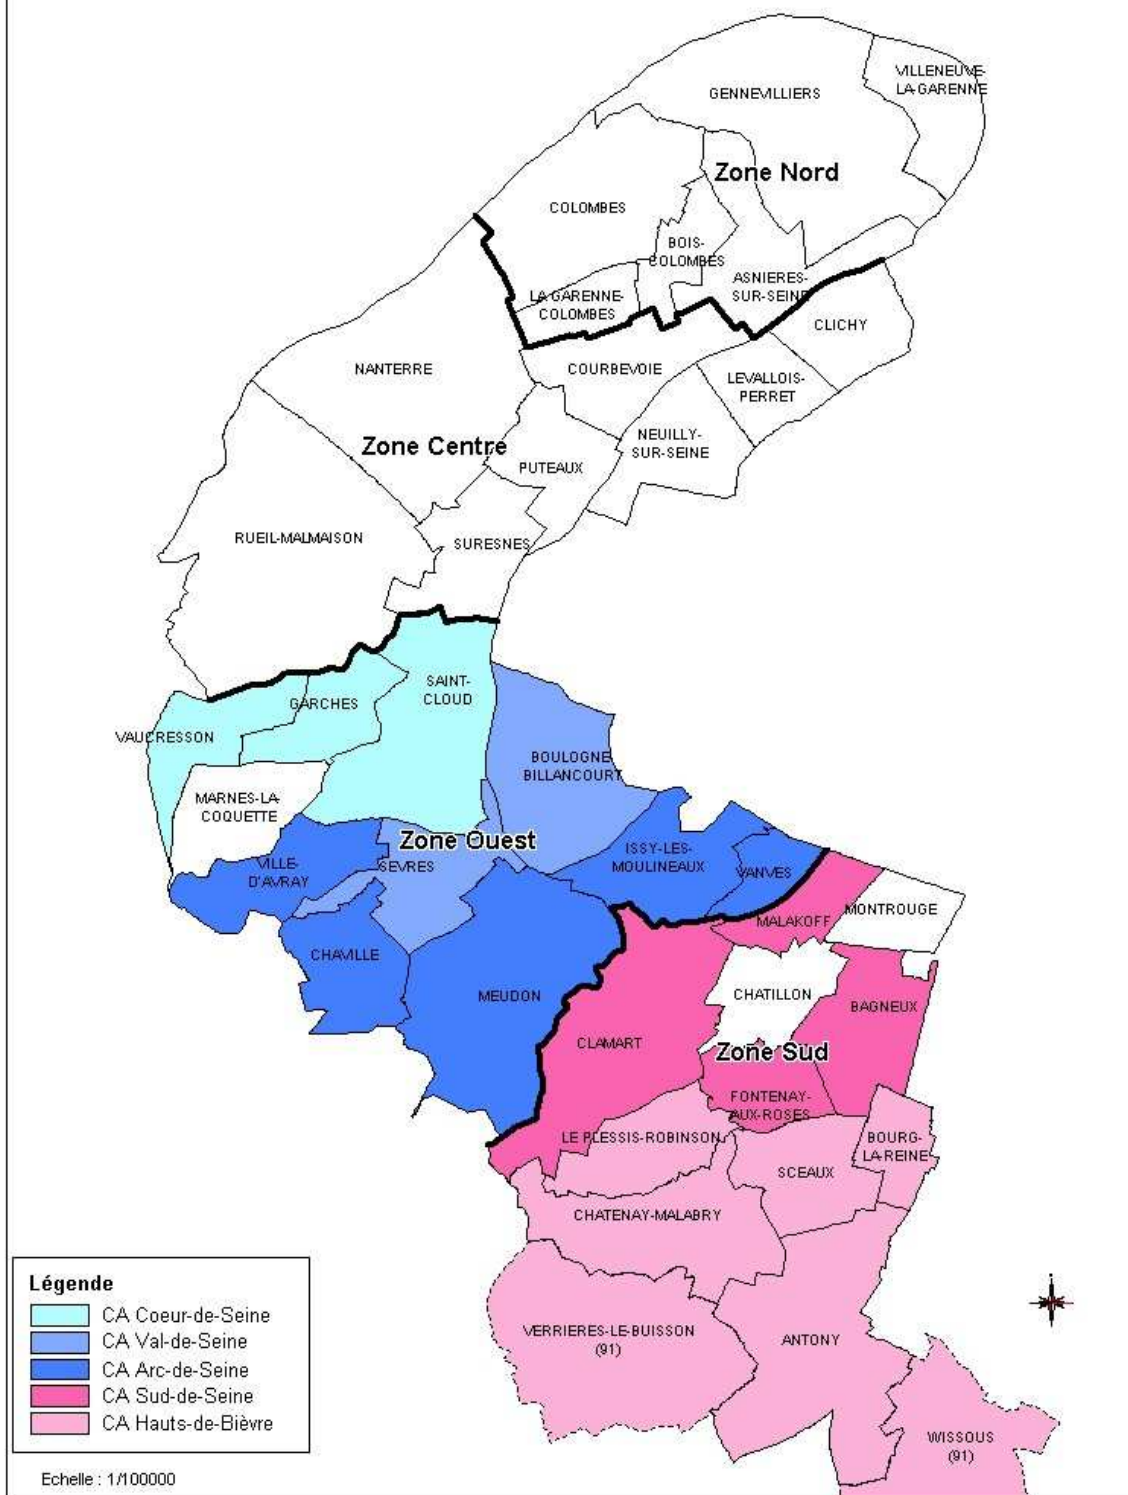 VILLENEUVE-
LA-GARENNE
GENNEVILLIERS
Zone Nord
COLOMBES
BOIS-
COLOMBES
ASNIERES-
SUR-SEINE
LA GARENNE-
COLOMBES
CLICHY
NANTERRE
COURBEVOIE
LEVALLOIS-
PERRET
Zone Centre
NEUILLY-
SUR-SEINE
PUTEAUX
RUEIL-MALMAISON
SURESNES
SAINT-
CLOUD
GARCHES
VAUCRESSON
BOULOGNE
BILLANCOURT
MARNES-LA-
COQUETTE
Zone Ouest
ISSY-LES-
MOULINEAUX
VILLE-
D'AVRAY
SEVRES
VANVES
MALAKOFF
MONTROUGE
CHAVILLE
MEUDON
CHATILLON
BAGNEUX
CLAMART
Zone Sud
FONTENAY-
AUX-ROSES
LE PLESSIS-ROBINSON
BOURG-
LA-REINE
SCEAUX
CHATENAY-MALABRY
VERRIERES-LE-BUISSON
(91)
ANTONY
WISSOUS
(91)
Légende
CA Coeur-de-Seine
CA Val-de-Seine
CA Arc-de-Seine
CA Sud-de-Seine
CA Hauts-de-Bièvre
Echelle : 1/100000